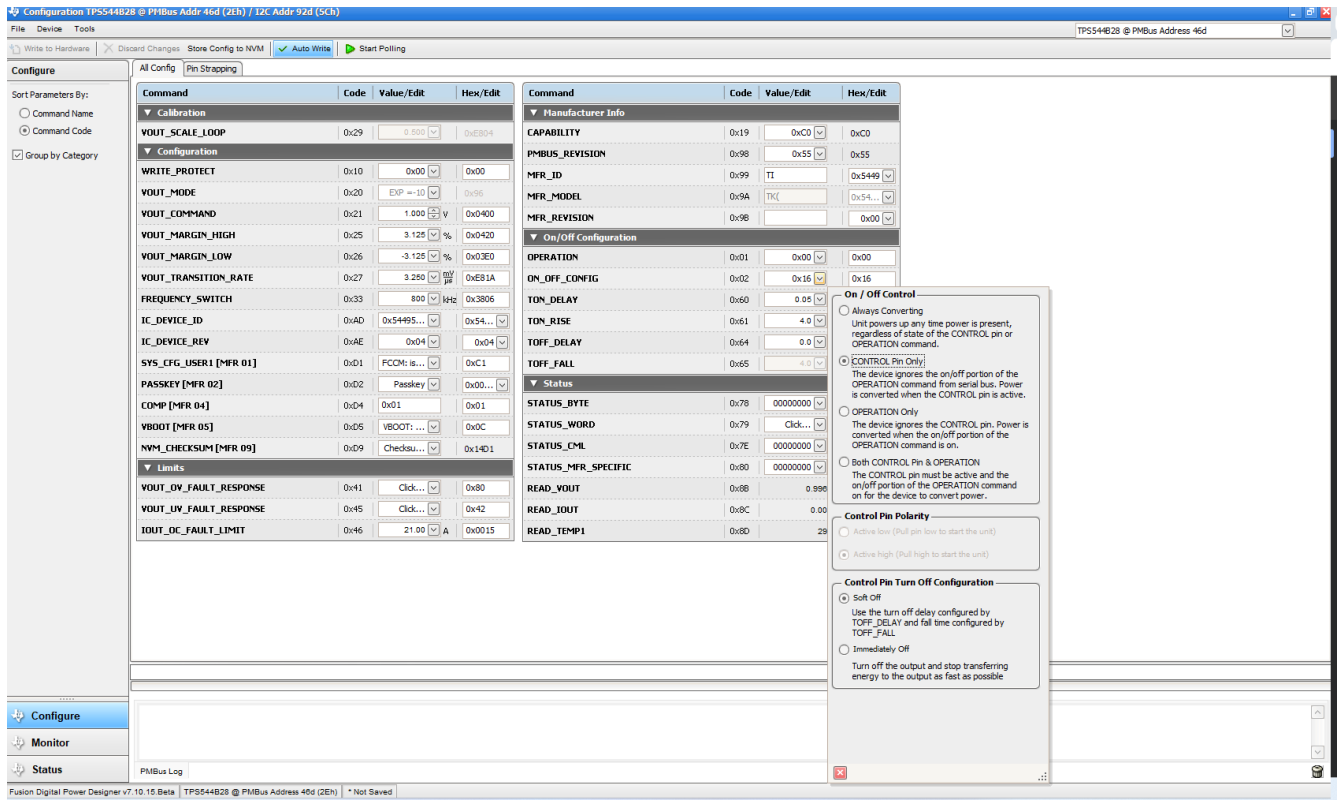 Configuration TPS544B28 @ PMBus Addr 46d (2Eh) / I2C Addr 92d (5Ch)
File Device Tools
TPS544B28 @ PMBus Address 46d
Write to Hardware Discard Changes Store Config to NVM Auto Write Start Polling
Configure
Sort Parameters By:
Command Name
Command Code
Group by Category
All Config Pin Strapping
Command Code Value/Edit Hex/Edit
Calibration
VOUT_SCALE_LOOP 0x29 0.500 0xE804
Configuration
WRITE_PROTECT 0x10 0x00 0x00
VOUT_MODE 0x20 EXP =-10 0x96
VOUT_COMMAND 0x21 1.000 V 0x0400
VOUT_MARGIN_HIGH 0x25 3.125 % 0x0420
VOUT_MARGIN_LOW 0x26 -3.125 % 0x03E0
VOUT_TRANSITION_RATE 0x27 3.250 mV/µs 0xE81A
FREQUENCY_SWITCH 0x33 800 kHz 0x3806
IC_DEVICE_ID 0xAD 0x54495... 0x54...
IC_DEVICE_REV 0xAE 0x04 0x04
SYS_CFG_USER1 [MFR 01] 0xD1 FCCM: is... 0xC1
PASSKEY [MFR 02] 0xD2 Passkey 0x00...
COMP [MFR 04] 0xD4 0x01 0x01
VBOOT [MFR 05] 0xD5 VBOOT: ... 0x0C
NVM_CHECKSUM [MFR 09] 0xD9 Checksu... 0x14D1
Limits
VOUT_OV_FAULT_RESPONSE 0x41 Click... 0x80
VOUT_UV_FAULT_RESPONSE 0x45 Click... 0x42
IOUT_OC_FAULT_LIMIT 0x46 21.00 A 0x0015
Command Code Value/Edit Hex/Edit
Manufacturer Info
CAPABILITY 0x19 0xC0 0xC0
PMBUS_REVISION 0x98 0x55 0x55
MFR_ID 0x99 TI 0x5449
MFR_MODEL 0x9A TK( 0x54...
MFR_REVISION 0x9B 0x00
On/Off Configuration
OPERATION 0x01 0x00 0x00
ON_OFF_CONFIG 0x02 0x16 0x16
TON_DELAY 0x60 0.05
TON_RISE 0x61 4.0
TOFF_DELAY 0x64 0.0
TOFF_FALL 0x65 4.0
Status
STATUS_BYTE 0x78 00000000
STATUS_WORD 0x79 Click...
STATUS_CML 0x7E 00000000
STATUS_MFR_SPECIFIC 0x80 00000000
READ_VOUT 0x8B 0.996
READ_IOUT 0x8C 0.00
READ_TEMP1 0x8D 29
On / Off Control
Always Converting
Unit powers up any time power is present,
regardless of state of the CONTROL pin or
OPERATION command.
CONTROL Pin Only
The device ignores the on/off portion of the
OPERATION command from serial bus. Power
is converted when the CONTROL pin is active.
OPERATION Only
The device ignores the CONTROL pin. Power is
converted when the on/off portion of the
OPERATION command is on.
Both CONTROL Pin & OPERATION
The CONTROL pin must be active and the
on/off portion of the OPERATION command
on for the device to convert power.
Control Pin Polarity
Active low (Pull pin low to start the unit)
Active high (Pull high to start the unit)
Control Pin Turn Off Configuration
Soft Off
Use the turn off delay configured by
TOFF_DELAY and fall time configured by
TOFF_FALL
Immediately Off
Turn off the output and stop transferring
energy to the output as fast as possible
Configure
Monitor
Status
PMBus Log
Fusion Digital Power Designer v7.10.15.Beta TPS544B28 @ PMBus Address 46d (2Eh) * Not Saved